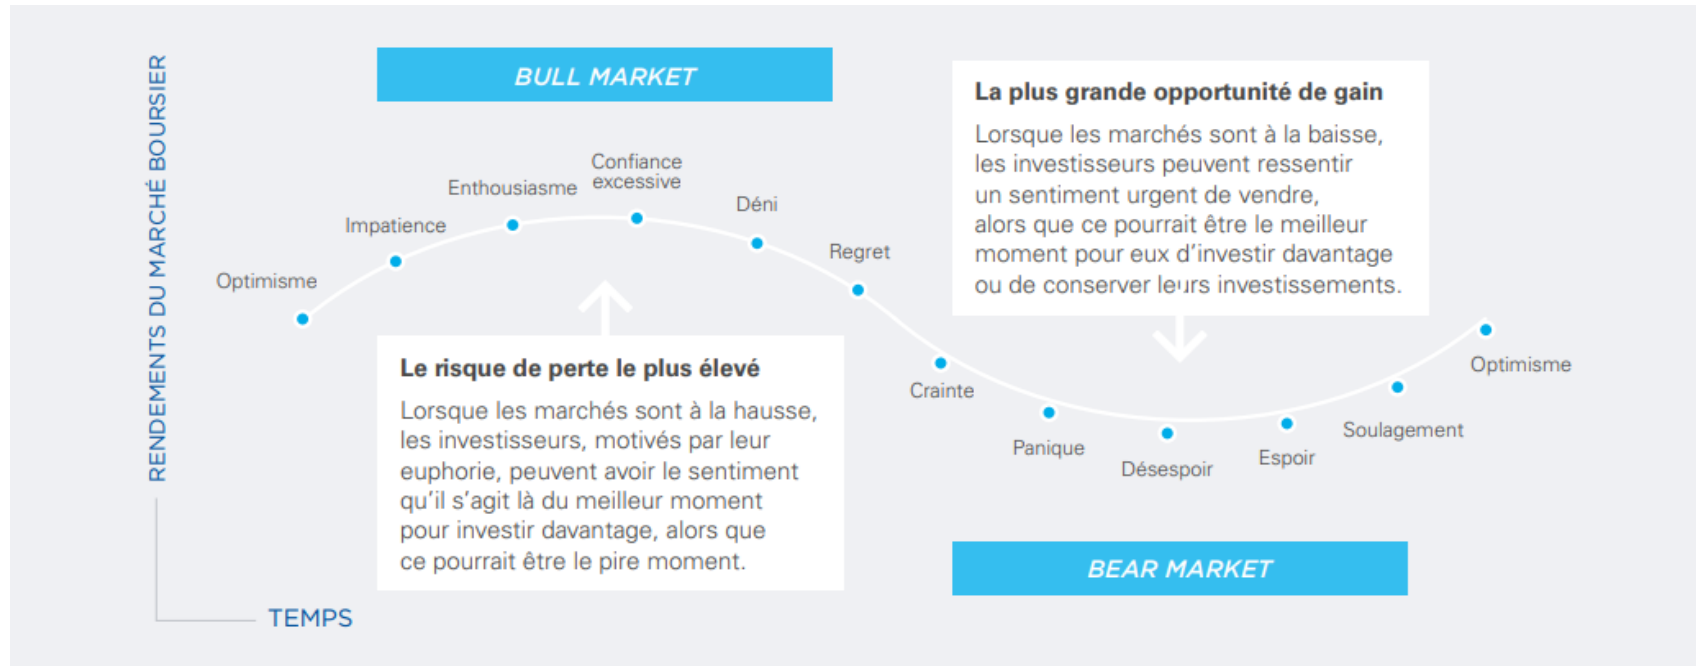 RENDEMENTS DU MARCHÉ BOURSIER
BULL MARKET
Optimisme
Impatience
Enthousiasme
Confiance
excessive
Déni
Regret
Le risque de perte le plus élevé
Lorsque les marchés sont à la hausse,
les investisseurs, motivés par leur
euphorie, peuvent avoir le sentiment
qu’il s’agit là du meilleur moment
pour investir davantage, alors que
ce pourrait être le pire moment.
La plus grande opportunité de gain
Lorsque les marchés sont à la baisse,
les investisseurs peuvent ressentir
un sentiment urgent de vendre,
alors que ce pourrait être le meilleur
moment pour eux d’investir davantage
ou de conserver leurs investissements.
Crainte
Panique
Désespoir
Espoir
Soulagement
Optimisme
BEAR MARKET
TEMPS